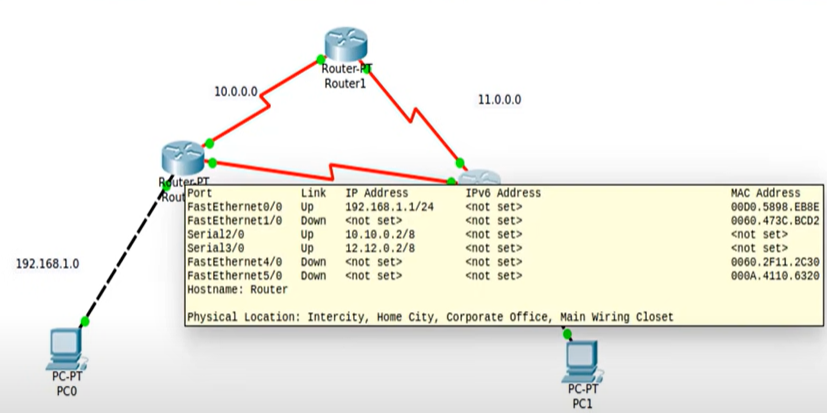 Router-PT
Router1
10.0.0.0
11.0.0.0
Router-PT
Port Link IP Address IPv6 Address MAC Address
FastEthernet0/0 Up 192.168.1.1/24 <not set> 00D0.5898.EB8E
FastEthernet1/0 Down <not set> <not set> 0060.473C.BCD2
Serial2/0 Up 10.10.0.2/8 <not set> <not set>
Serial3/0 Up 12.12.0.2/8 <not set> <not set>
FastEthernet4/0 Down <not set> <not set> 0060.2F11.2C30
FastEthernet5/0 Down <not set> <not set> 000A.4110.6320
Hostname: Router
Physical Location: Intercity, Home City, Corporate Office, Main Wiring Closet
192.168.1.0
PC-PT
PC0
PC-PT
PC1